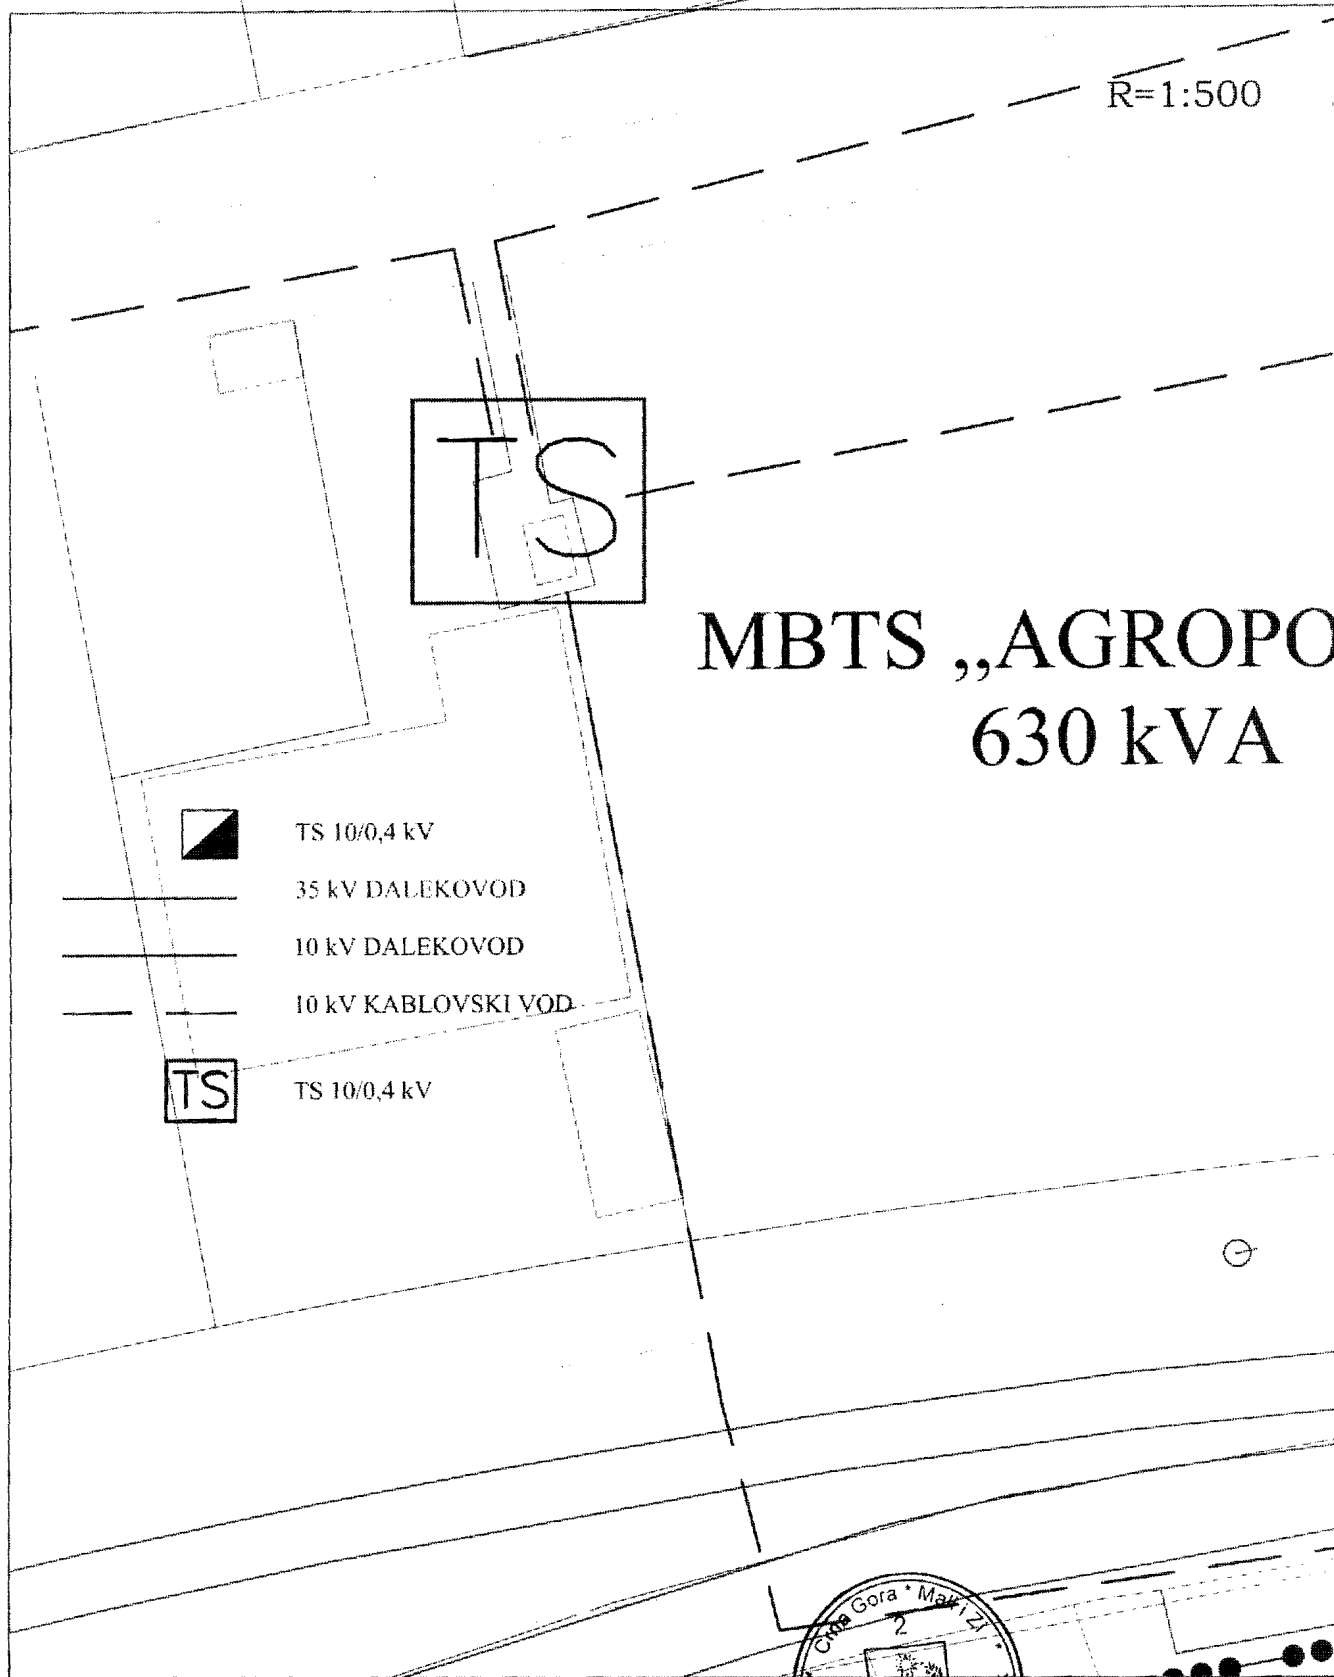 R=1:500
TS
MBTS „AGROPO
630 kVA
TS 10/0,4 kV
35 kV DALEKOVOD
10 kV DALEKOVOD
10 kV KABLOVSKI VOD
TS
TS 10/0,4 kV
Crna Gora *
2